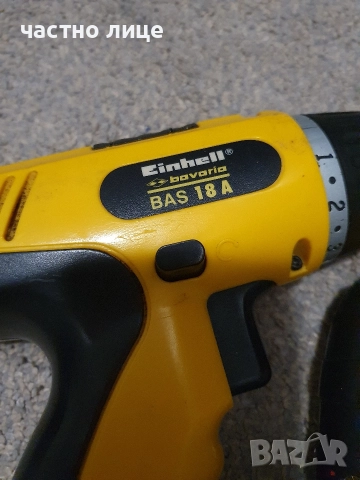 частно лице
Einhell®
bavaria
BAS 18 A
1
2
3
BAZAR